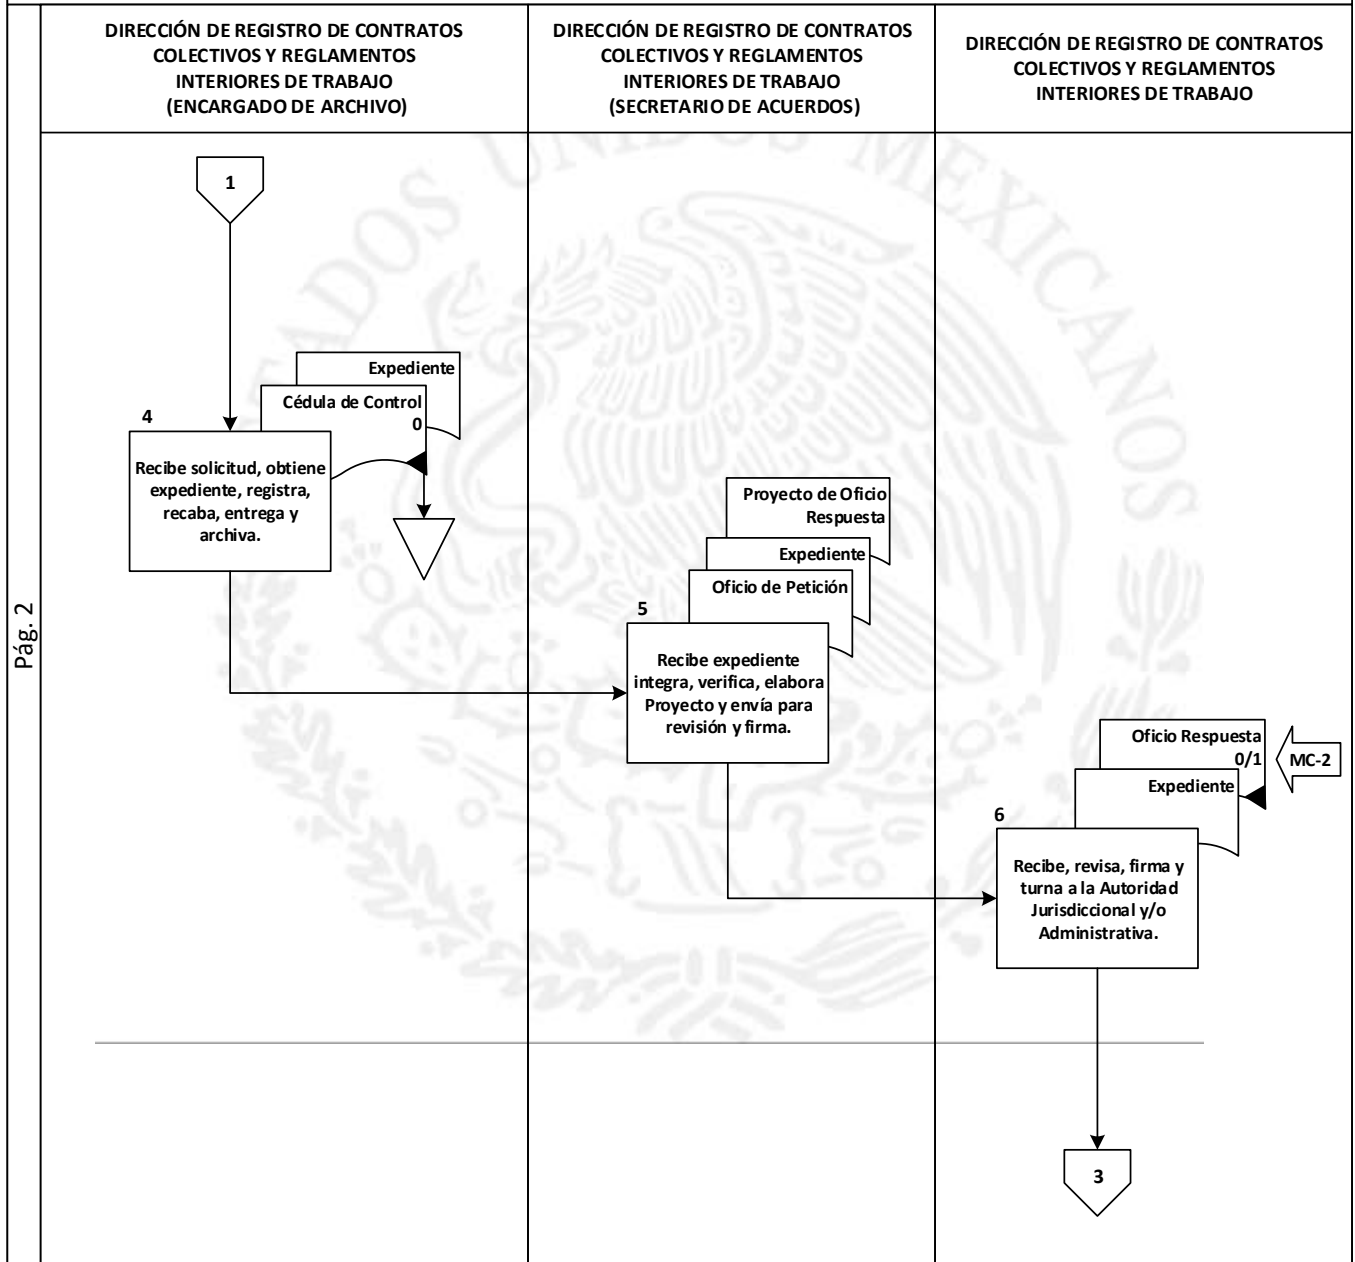 DIRECCIÓN DE REGISTRO DE CONTRATOS
COLECTIVOS Y REGLAMENTOS
INTERIORES DE TRABAJO
(ENCARGADO DE ARCHIVO)
DIRECCIÓN DE REGISTRO DE CONTRATOS
COLECTIVOS Y REGLAMENTOS
INTERIORES DE TRABAJO
(SECRETARIO DE ACUERDOS)
DIRECCIÓN DE REGISTRO DE CONTRATOS
COLECTIVOS Y REGLAMENTOS
INTERIORES DE TRABAJO
Pág. 2
ESTADOS UNIDOS MEXICANOS
1
Expediente
Cédula de Control
0
4
Recibe solicitud, obtiene
expediente, registra,
recaba, entrega y
archiva.
Proyecto de Oficio
Respuesta
Expediente
Oficio de Petición
5
Recibe expediente
integra, verifica, elabora
Proyecto y envía para
revisión y firma.
Oficio Respuesta
0/1
MC-2
Expediente
6
Recibe, revisa, firma y
turna a la Autoridad
Jurisdiccional y/o
Administrativa.
3